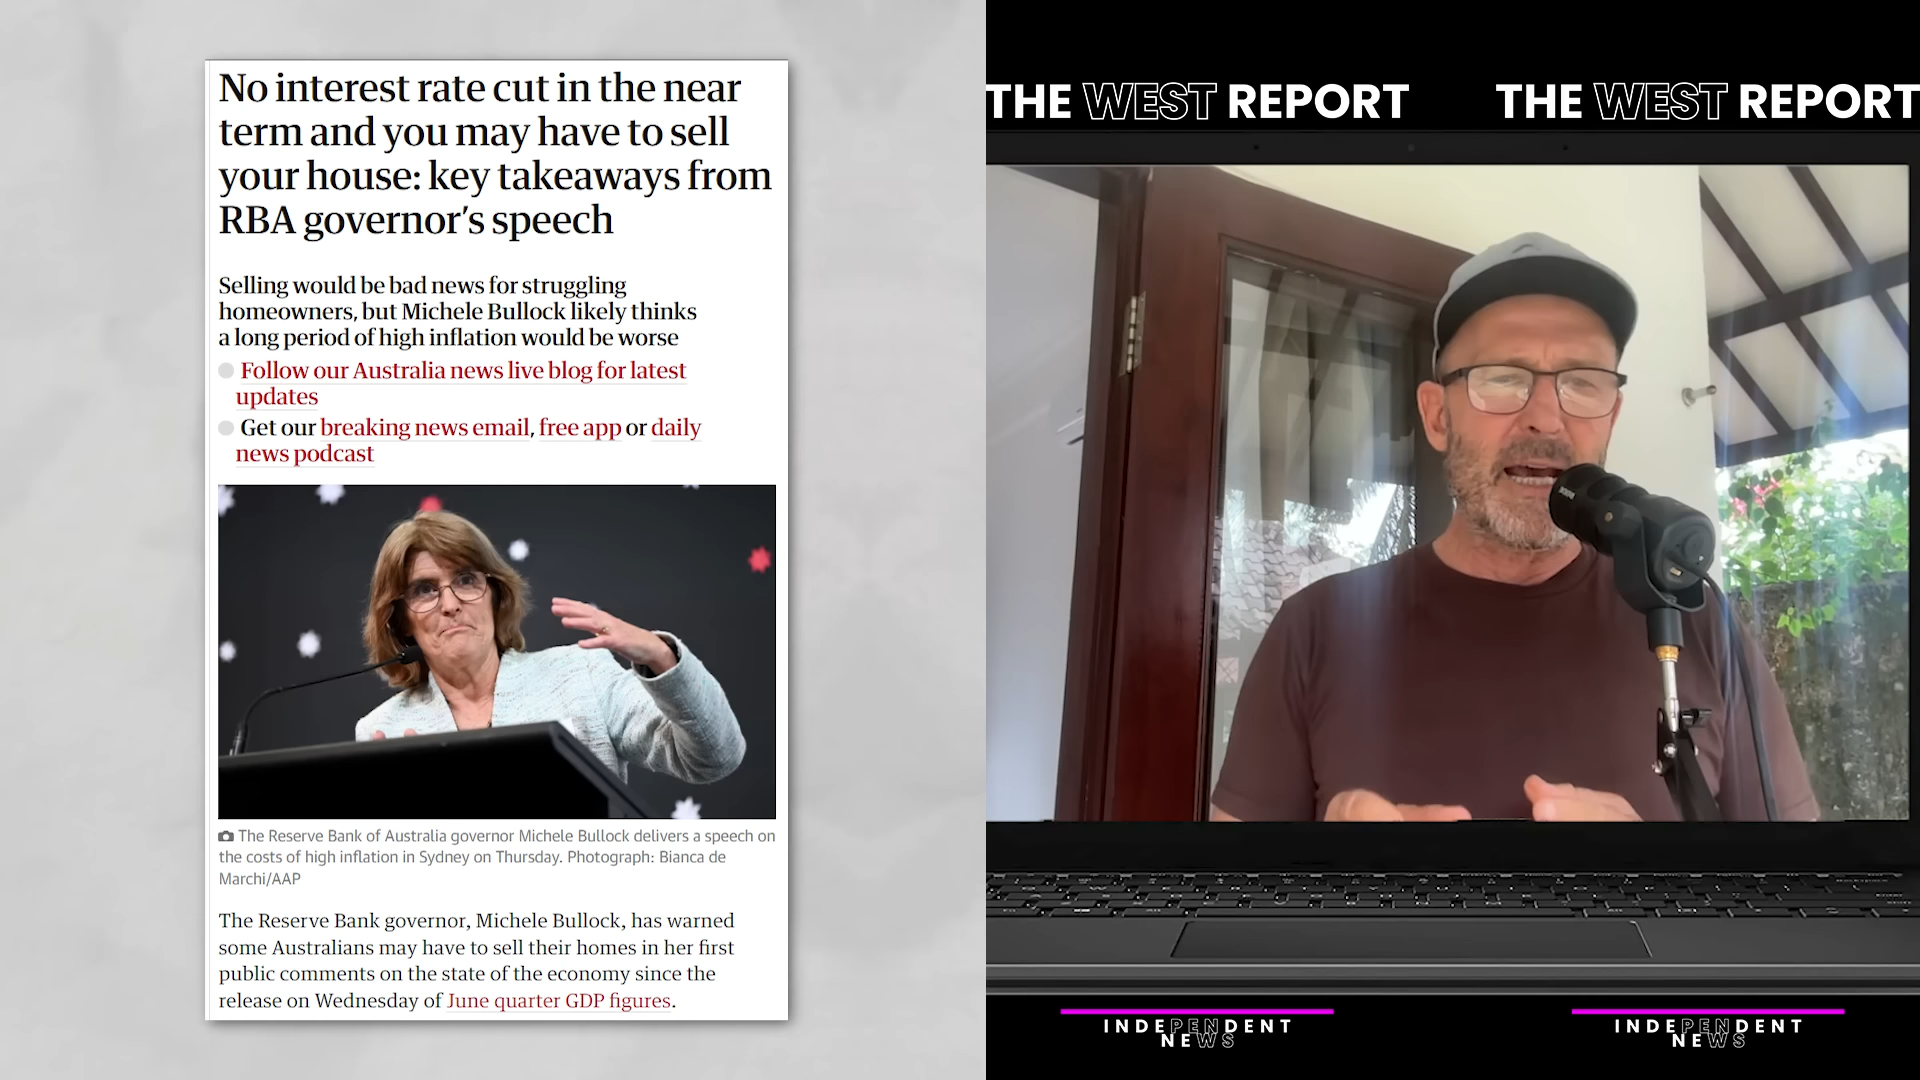 No interest rate cut in the near
term and you may have to sell
your house: key takeaways from
RBA governor's speech
Selling would be bad news for struggling
homeowners, but Michele Bullock likely thinks
a long period of high inflation would be worse
Follow our Australia news live blog for latest
updates
Get our breaking news email, free app or daily
news podcast
The Reserve Bank of Australia governor Michele Bullock delivers a speech on
the costs of high inflation in Sydney on Thursday. Photograph: Bianca de
Marchi/AAP
The Reserve Bank governor, Michele Bullock, has warned
some Australians may have to sell their homes in her first
public comments on the state of the economy since the
release on Wednesday of June quarter GDP figures.
THE WEST REPORT
THE WEST REPORT
INDEPENDENT
NEWS
INDEPENDENT
NEWS